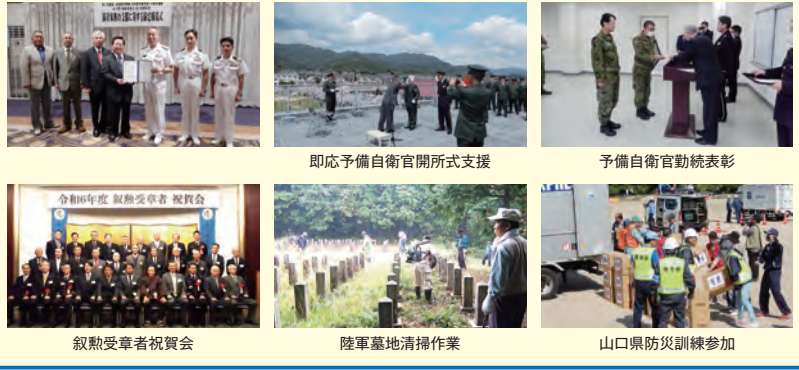 即応予備自衛官開所式支援
予備自衛官勤続表彰
令和6年度 叙勲受章者 祝賀会
叙勲受章者祝賀会
陸軍墓地清掃作業
山口県防災訓練参加